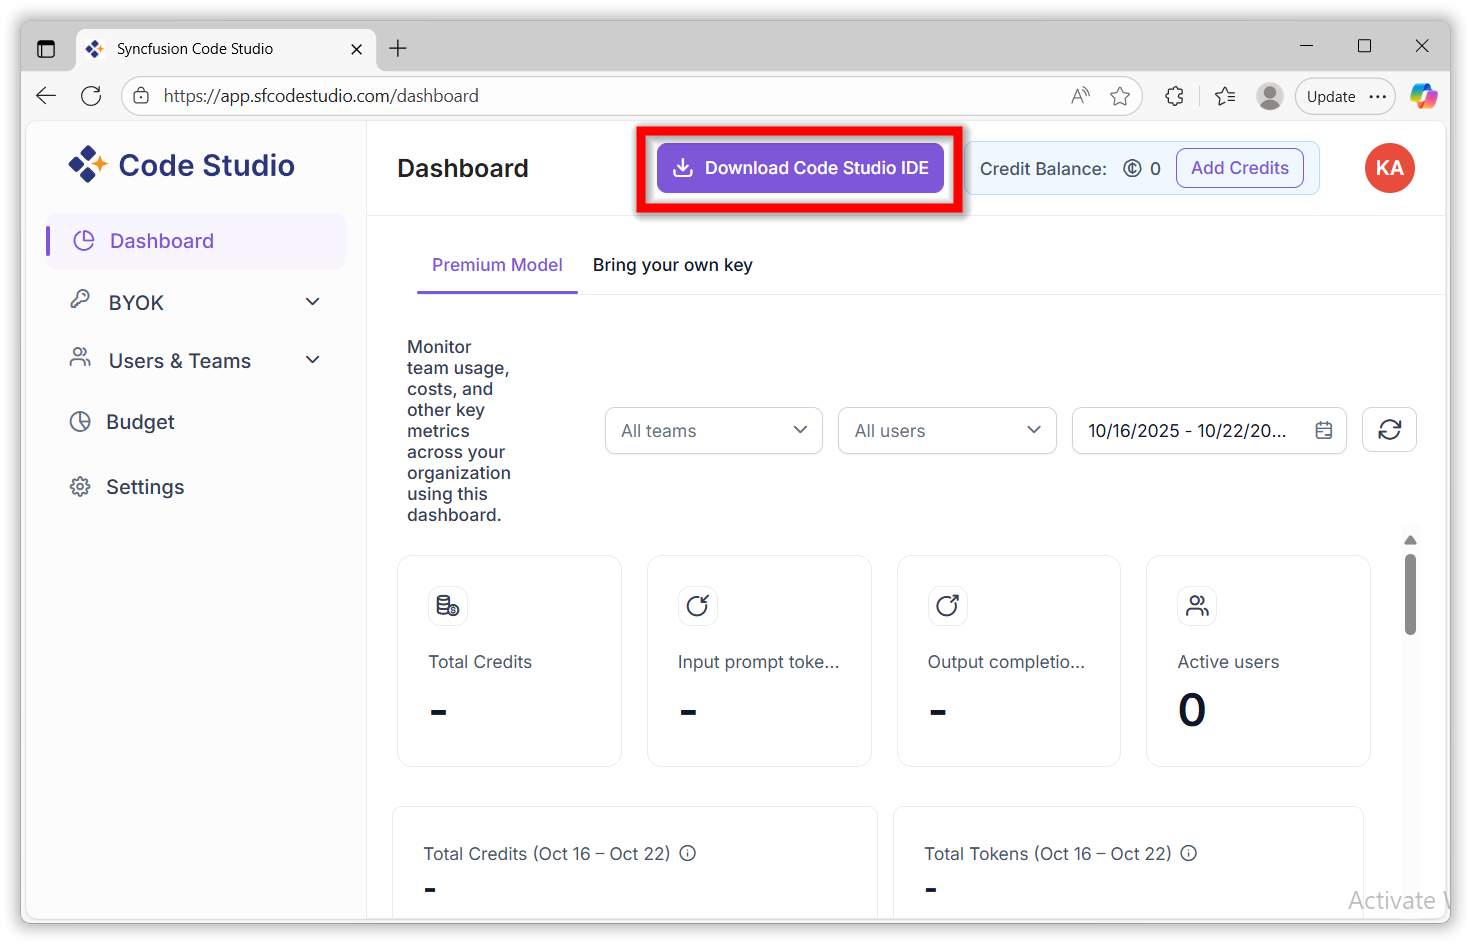 Syncfusion Code Studio
https://app.sfcodestudio.com/dashboard
Update
Code Studio
Dashboard
BYOK
Users & Teams
Budget
Settings
Dashboard
Download Code Studio IDE
Credit Balance: 0
Add Credits
KA
Premium Model
Bring your own key
Monitor
team usage,
costs, and
other key
metrics
across your
organization
using this
dashboard.
All teams
All users
10/16/2025 - 10/22/20...
Total Credits
-
Input prompt toke...
-
Output completio...
-
Active users
0
Total Credits (Oct 16 – Oct 22)
-
Total Tokens (Oct 16 – Oct 22)
-
Activate